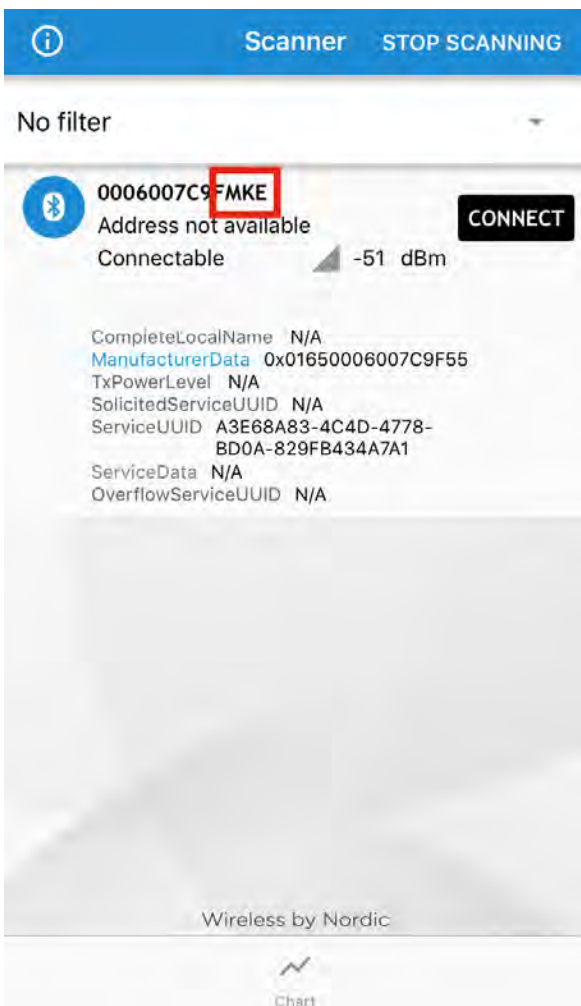 Scanner STOP SCANNING
No filter
0006007C9FMKE
Address not available
CONNECT
Connectable -51 dBm
CompleteLocalName N/A
ManufacturerData 0x01650006007C9F55
TxPowerLevel N/A
SolicitedServiceUUID N/A
ServiceUUID A3E68A83-4C4D-4778-
BD0A-829FB434A7A1
ServiceData N/A
OverflowServiceUUID N/A
Wireless by Nordic
Chart